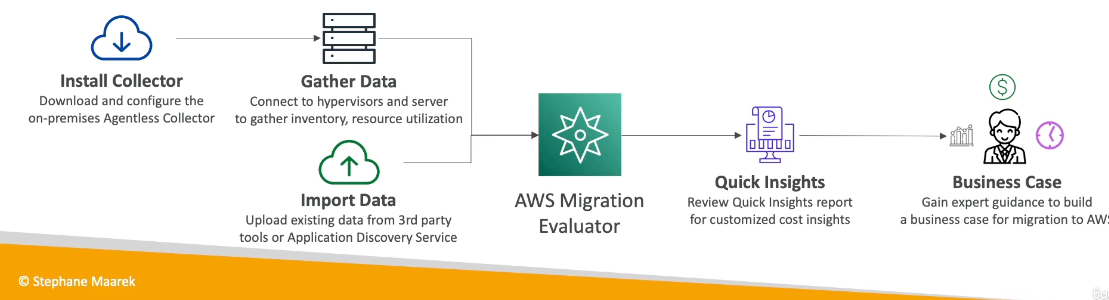 Install Collector
Download and configure the
on-premises Agentless Collector
Gather Data
Connect to hypervisors and server
to gather inventory, resource utilization
Import Data
Upload existing data from 3rd party
tools or Application Discovery Service
AWS Migration
Evaluator
Quick Insights
Review Quick Insights report
for customized cost insights
$
Business Case
Gain expert guidance to build
a business case for migration to AWS
© Stephane Maarek